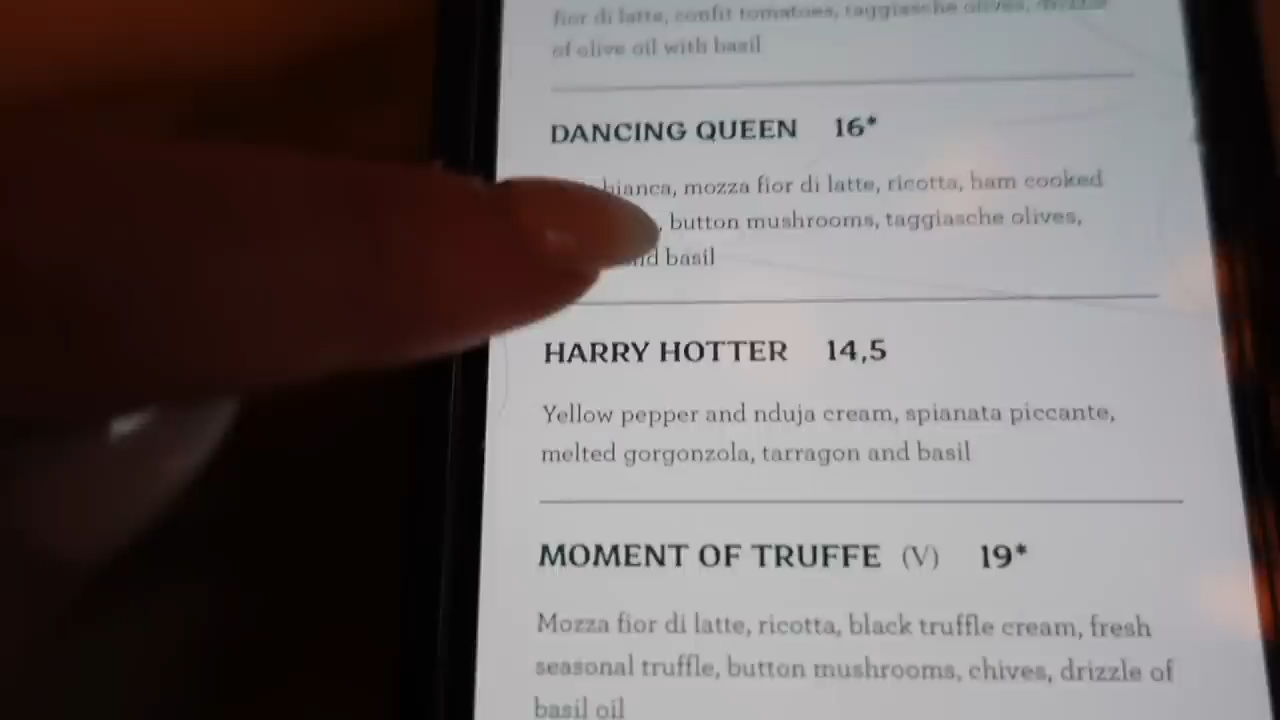 fior di latte, confit tomatoes, taggiasche olives, drizzle
of olive oil with basil
DANCING QUEEN 16*
bianca, mozza fior di latte, ricotta, ham cooked
, button mushrooms, taggiasche olives,
basil
HARRY HOTTER 14,5
Yellow pepper and nduja cream, spianata piccante,
melted gorgonzola, tarragon and basil
MOMENT OF TRUFFE (V) 19*
Mozza fior di latte, ricotta, black truffle cream, fresh
seasonal truffle, button mushrooms, chives, drizzle of
basil oil